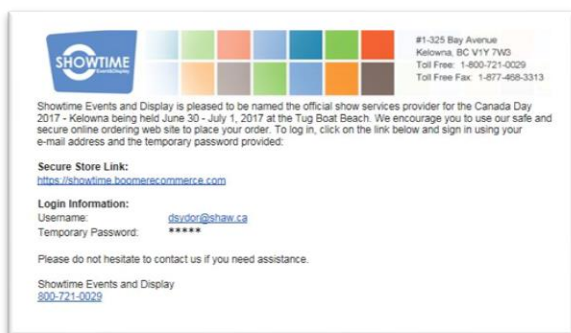 SHOWTIME
Event&Display
#1-325 Bay Avenue
Kelowna, BC V1Y 7W3
Toll Free: 1-800-721-0029
Toll Free Fax: 1-877-468-3313
Showtime Events and Display is pleased to be named the official show services provider for the Canada Day
2017 - Kelowna being held June 30 - July 1, 2017 at the Tug Boat Beach. We encourage you to use our safe and
secure online ordering web site to place your order. To log in, click on the link below and sign in using your
e-mail address and the temporary password provided:
Secure Store Link:
https://showtime.boomerecommerce.com
Login Information:
Username: dsydor@shaw.ca
Temporary Password: *****
Please do not hesitate to contact us if you need assistance.
Showtime Events and Display
800-721-0029